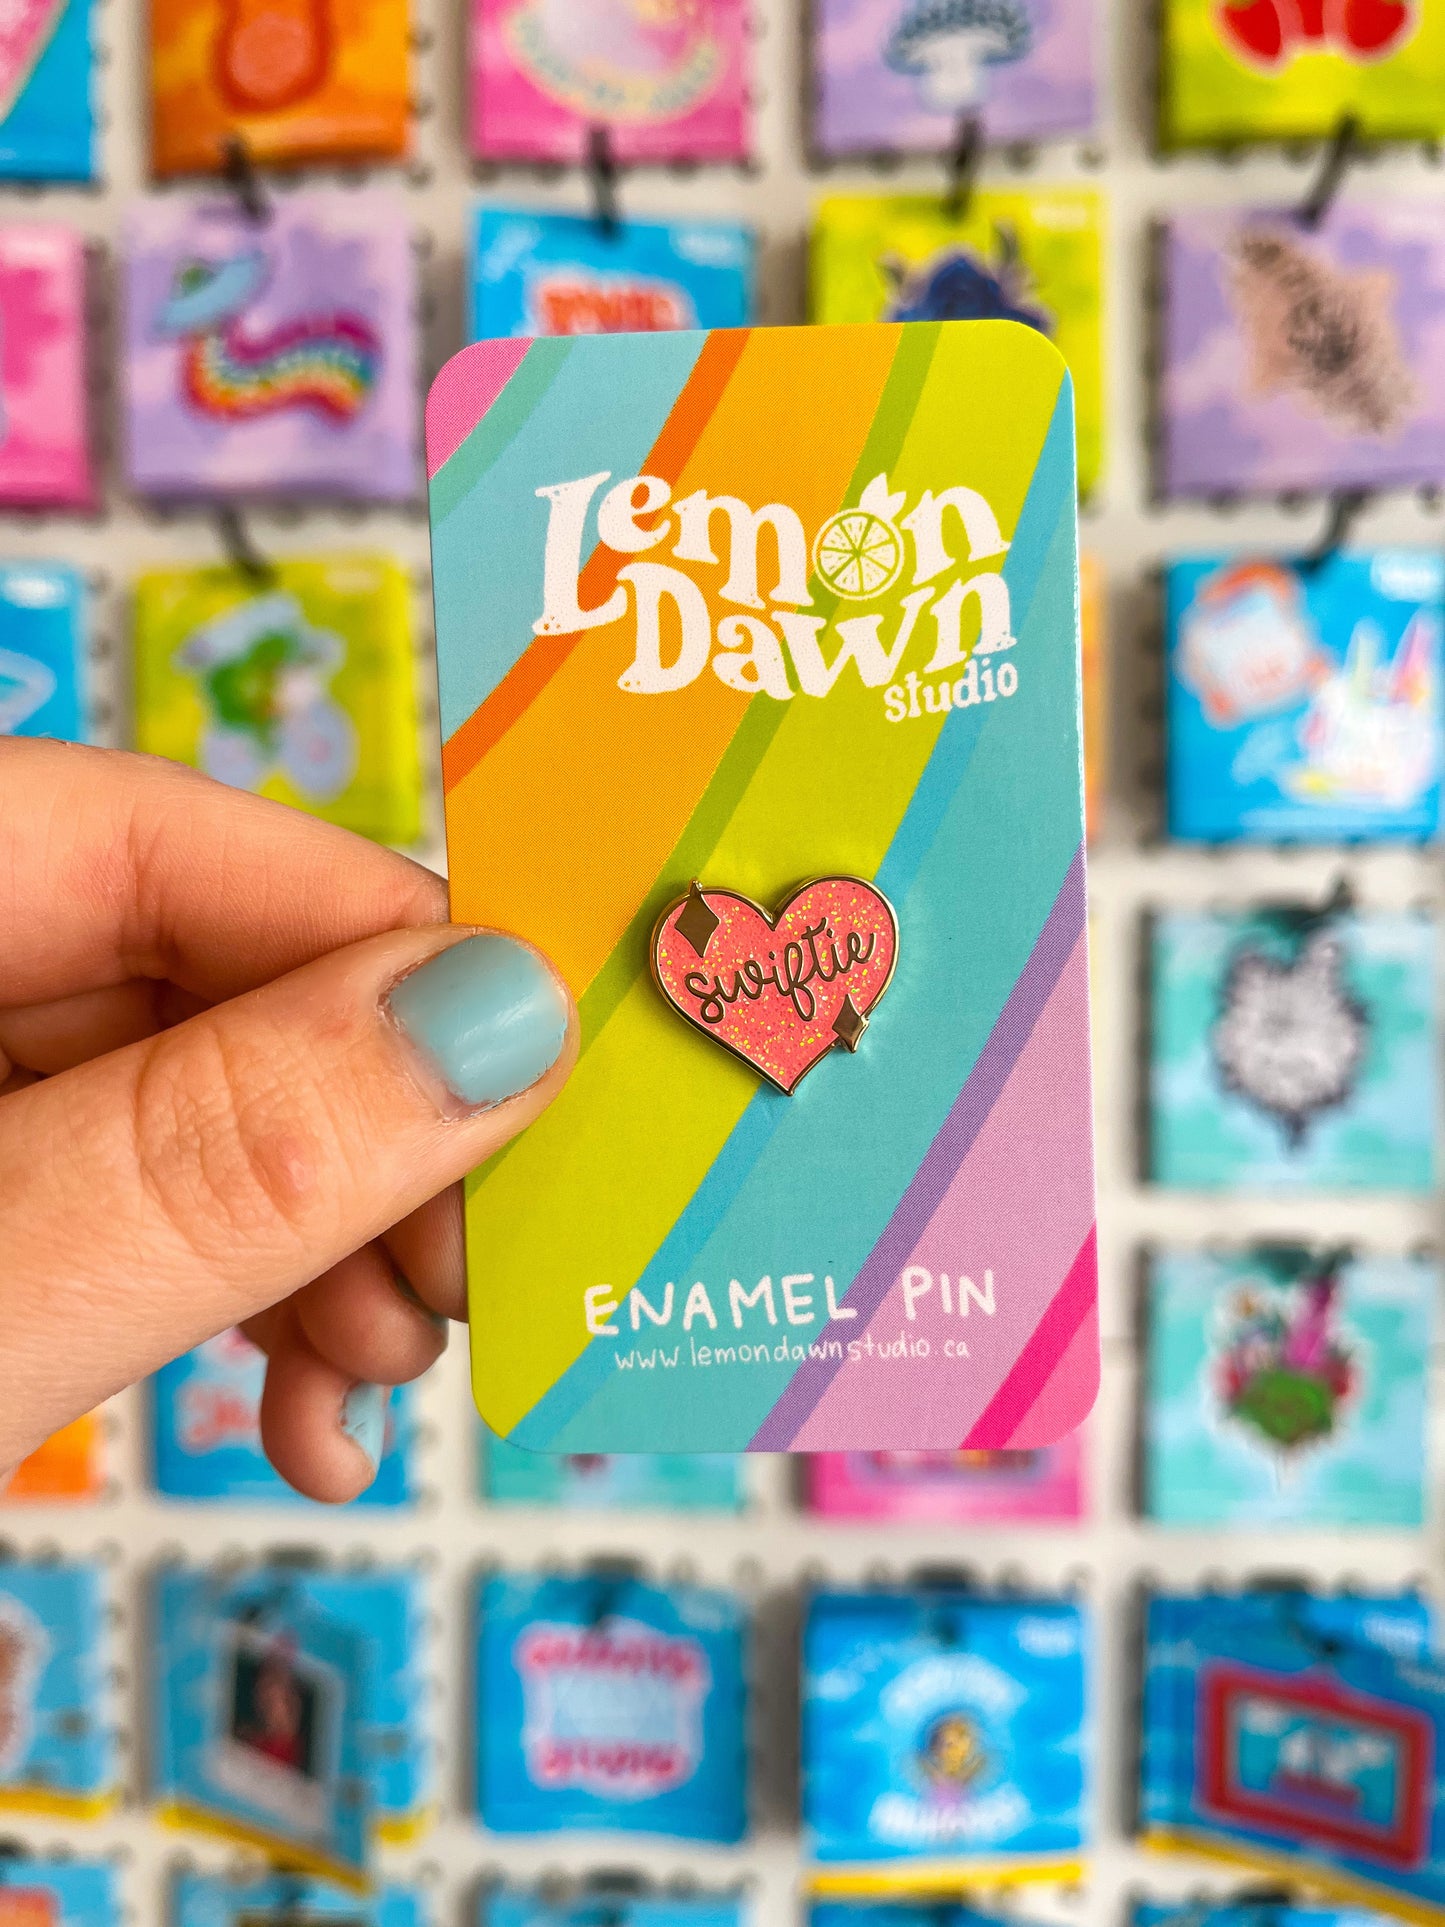 Lemon
Dawn
studio
swiftie
ENAMEL PIN
www.lemondawnstudio.ca